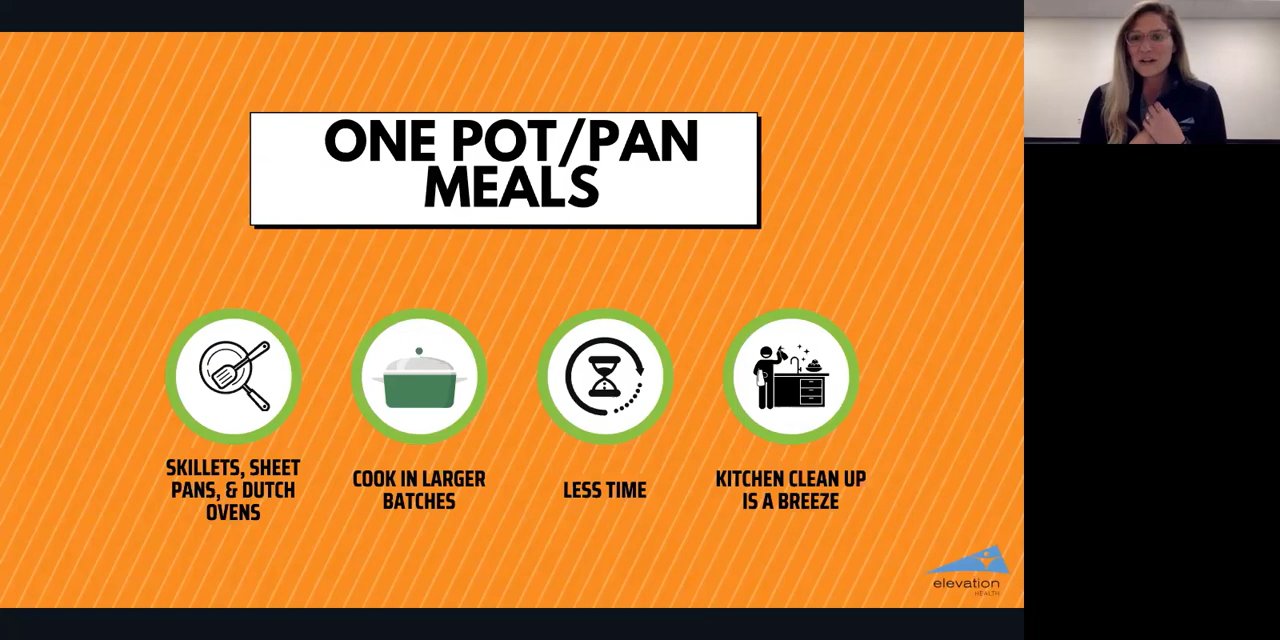 ONE POT/PAN
MEALS
SKILLETS, SHEET
PANS, & DUTCH
OVENS
COOK IN LARGER
BATCHES
LESS TIME
KITCHEN CLEAN UP
IS A BREEZE
elevation
HEALTH